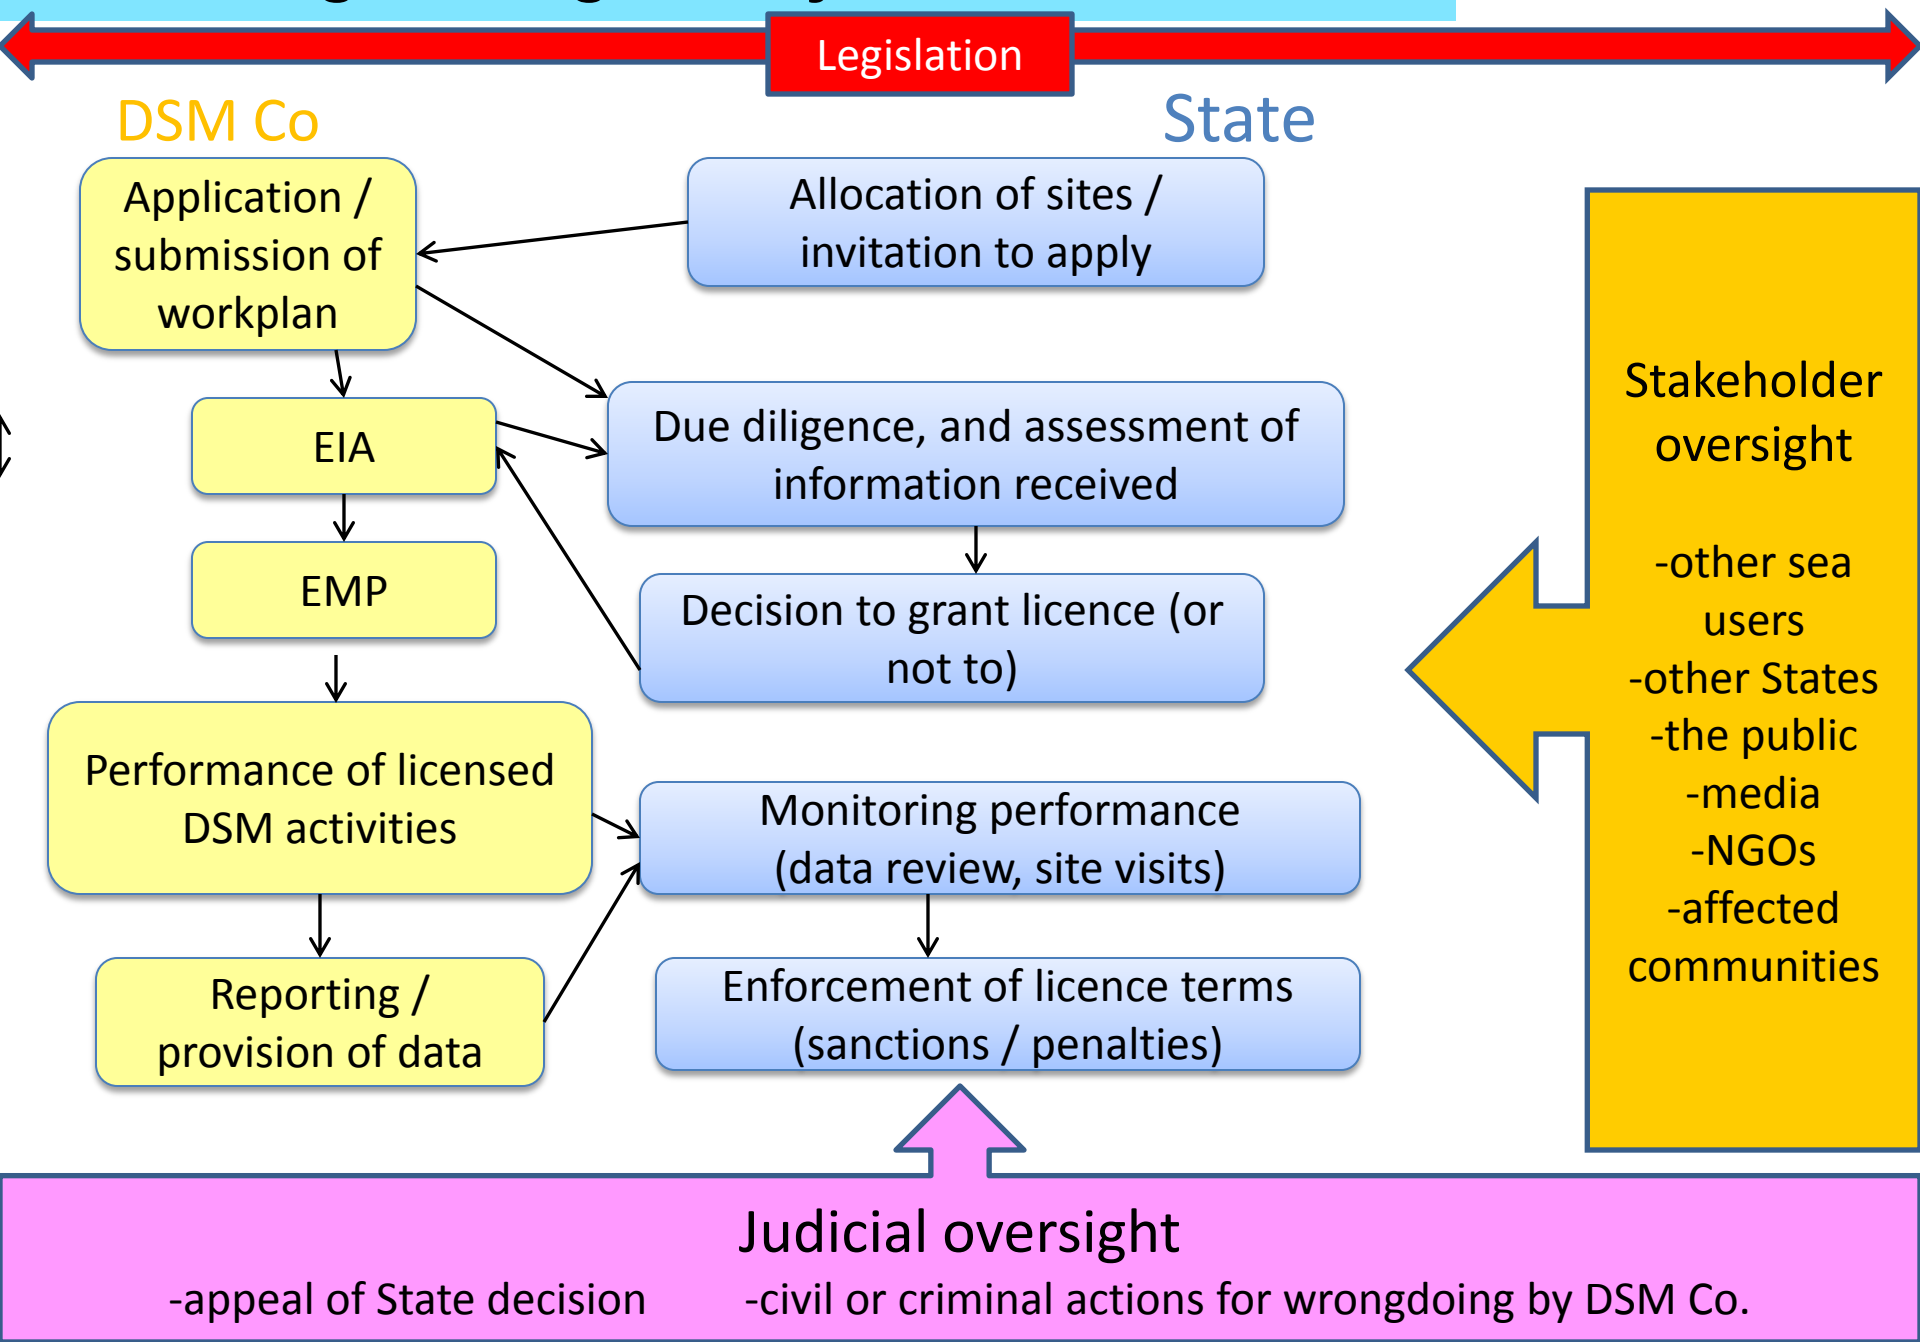 Legislation
DSM Co
State
Application /
submission of
workplan
Allocation of sites /
invitation to apply
EIA
Due diligence, and assessment of
information received
EMP
Decision to grant licence (or
not to)
Performance of licensed
DSM activities
Monitoring performance
(data review, site visits)
Reporting /
provision of data
Enforcement of licence terms
(sanctions / penalties)
Stakeholder
oversight
-other sea
users
-other States
-the public
-media
-NGOs
-affected
communities
Judicial oversight
-appeal of State decision
-civil or criminal actions for wrongdoing by DSM Co.